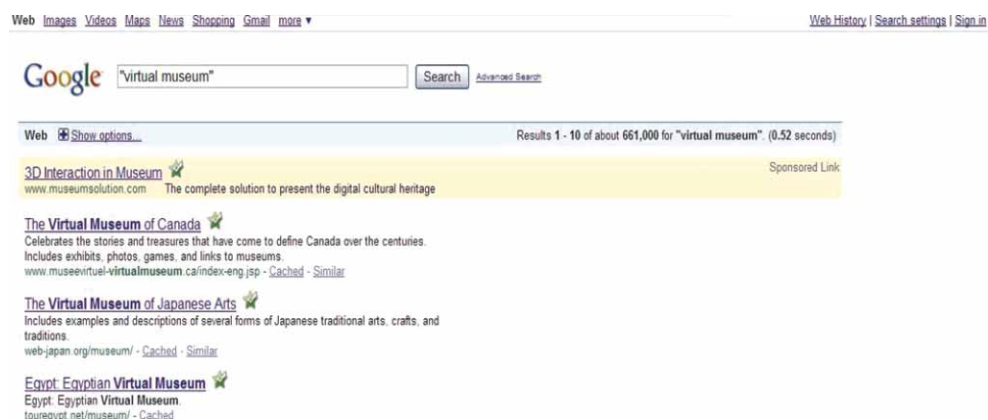 Web Images Videos Maps News Shopping Gmail more ▼ Web History | Search settings | Sign in
Google "virtual museum" Search Advanced Search
Web Show options... Results 1 - 10 of about 661,000 for "virtual museum". (0.52 seconds)
3D Interaction in Museum Sponsored Link
www.museumsolution.com The complete solution to present the digital cultural heritage
The Virtual Museum of Canada
Celebrates the stories and treasures that have come to define Canada over the centuries.
Includes exhibits, photos, games, and links to museums.
www.museevirtuel-virtualmuseum.ca/index-eng.jsp - Cached - Similar
The Virtual Museum of Japanese Arts
Includes examples and descriptions of several forms of Japanese traditional arts, crafts, and
traditions.
web-japan.org/museum/ - Cached - Similar
Egypt: Egyptian Virtual Museum
Egypt: Egyptian Virtual Museum.
touregypt.net/museum/ - Cached